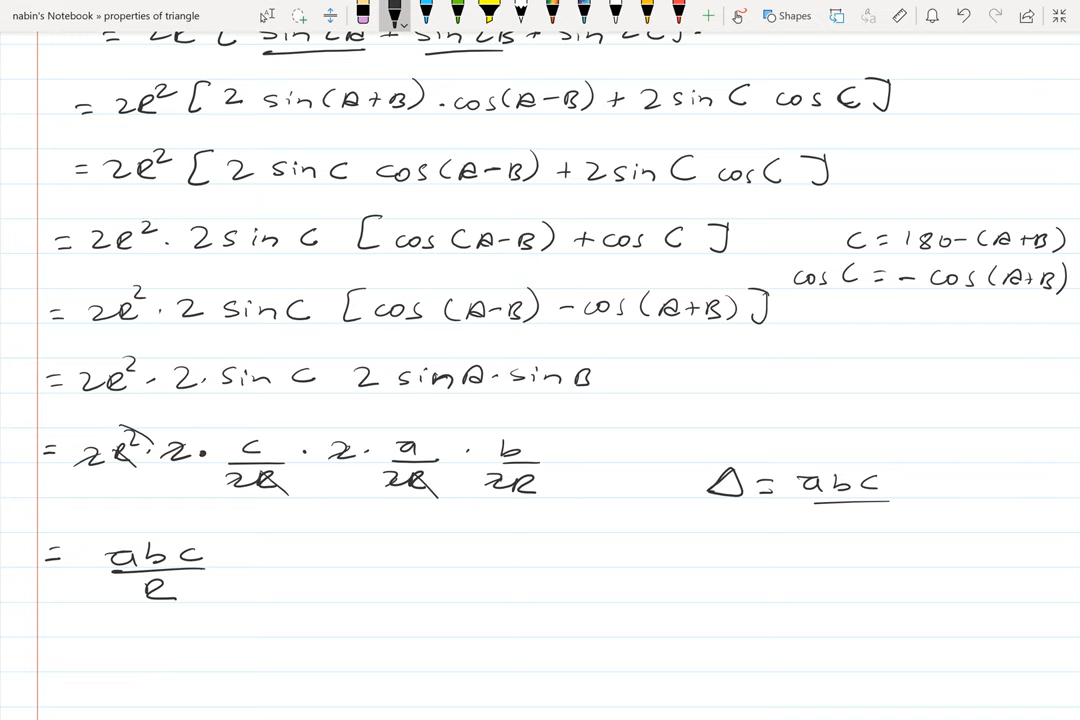 nabin's Notebook » properties of triangle
Shapes
= 2R² [ 2 sin(A+B) . cos(A-B) + 2 sin C cos C ]
= 2R² [ 2 sin C cos(A-B) + 2 sin C cos C ]
= 2R² . 2 sin C [ cos (A-B) + cos C ]
C = 180 - (A+B)
cos C = - cos (A+B)
= 2R² . 2 sin C [ cos (A-B) - cos (A+B) ]
= 2R² . 2 . sin C 2 sin A . sin B
= 2R² . 2 . c/2R . 2 . a/2R . b/2R
Δ = abc
= abc/R